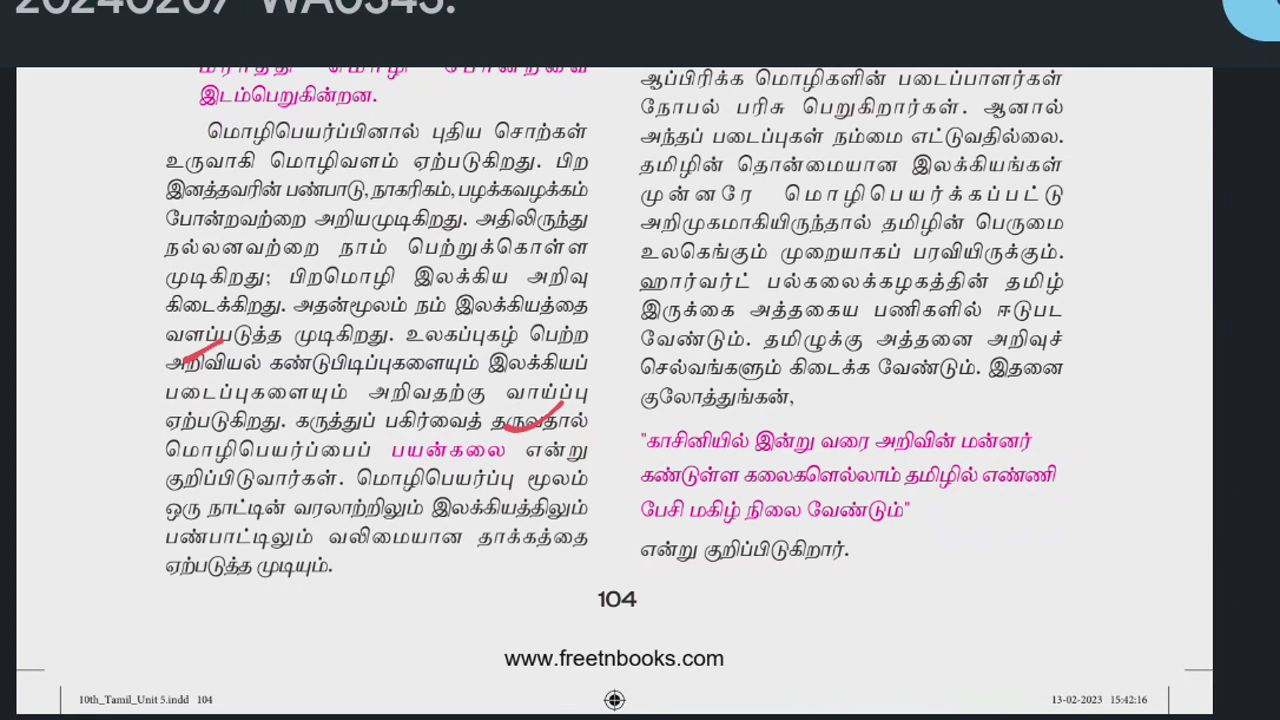 20240207 WA0345.
மராத்தி மொழி போன்றவை
இடம்பெறுகின்றன.
மொழிபெயர்ப்பினால் புதிய சொற்கள்
உருவாகி மொழிவளம் ஏற்படுகிறது. பிற
இனத்தவரின் பண்பாடு, நாகரிகம், பழக்கவழக்கம்
போன்றவற்றை அறியமுடிகிறது. அதிலிருந்து
நல்லனவற்றை நாம் பெற்றுக்கொள்ள
முடிகிறது; பிறமொழி இலக்கிய அறிவு
கிடைக்கிறது. அதன்மூலம் நம் இலக்கியத்தை
வளப்படுத்த முடிகிறது. உலகப்புகழ் பெற்ற
அறிவியல் கண்டுபிடிப்புகளையும் இலக்கியப்
படைப்புகளையும் அறிவதற்கு வாய்ப்பு
ஏற்படுகிறது. கருத்துப் பகிர்வைத் தருவதால்
மொழிபெயர்ப்பைப் பயன்கலை என்று
குறிப்பிடுவார்கள். மொழிபெயர்ப்பு மூலம்
ஒரு நாட்டின் வரலாற்றிலும் இலக்கியத்திலும்
பண்பாட்டிலும் வலிமையான தாக்கத்தை
ஏற்படுத்த முடியும்.
ஆப்பிரிக்க மொழிகளின் படைப்பாளர்கள்
நோபல் பரிசு பெறுகிறார்கள். ஆனால்
அந்தப் படைப்புகள் நம்மை எட்டுவதில்லை.
தமிழின் தொன்மையான இலக்கியங்கள்
முன்னரே மொழிபெயர்க்கப்பட்டு
அறிமுகமாகியிருந்தால் தமிழின் பெருமை
உலகெங்கும் முறையாகப் பரவியிருக்கும்.
ஹார்வர்ட் பல்கலைக்கழகத்தின் தமிழ்
இருக்கை அத்தகைய பணிகளில் ஈடுபட
வேண்டும். தமிழுக்கு அத்தனை அறிவுச்
செல்வங்களும் கிடைக்க வேண்டும். இதனை
குலோத்துங்கன்,
"காசினியில் இன்று வரை அறிவின் மன்னர்
கண்டுள்ள கலைகளெல்லாம் தமிழில் எண்ணி
பேசி மகிழ் நிலை வேண்டும்"
என்று குறிப்பிடுகிறார்.
104
www.freetnbooks.com
10th_Tamil_Unit 5.indd 104
13-02-2023 15:42:16